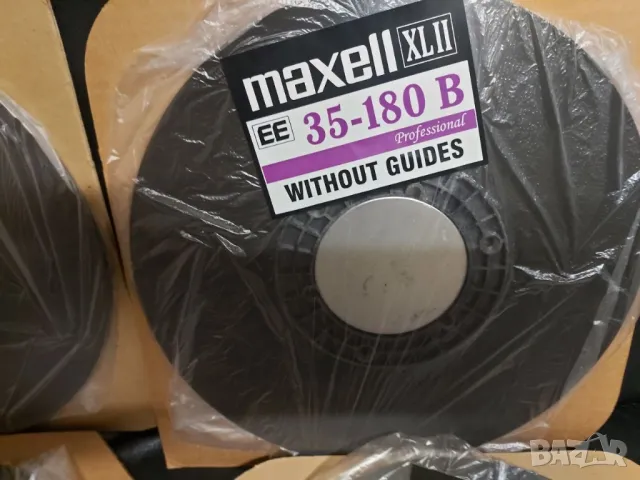 maxell XLII
EE 35-180 B
Professional
WITHOUT GUIDES
BAZAR